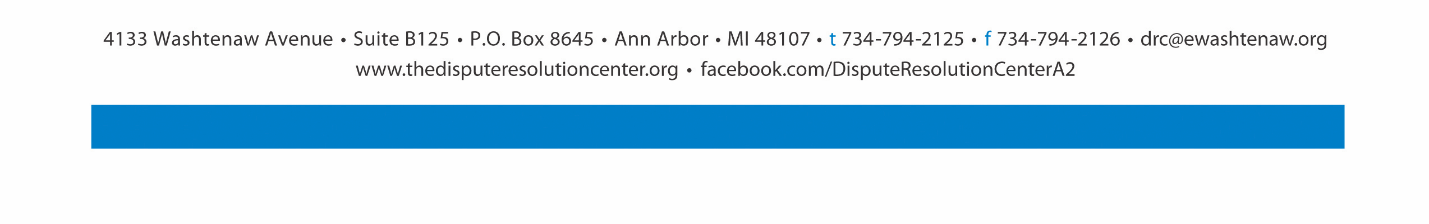 4133 Washtenaw Avenue • Suite B125 • P.O. Box 8645 • Ann Arbor • MI 48107 • t 734-794-2125 • f 734-794-2126 • drc@ewashtenaw.org
www.thedisputeresolutioncenter.org • facebook.com/DisputeResolutionCenterA2